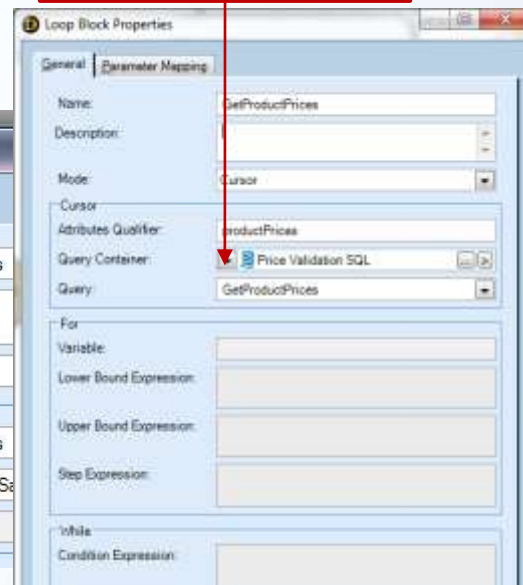 Loop Block Properties
General Parameter Mapping
Name: GetProductPrices
Description:
Mode: Cursor
Cursor
Attributes Qualifier: productPrices
Query Container: Price Validation SQL
Query: GetProductPrices
For
Variable:
Lower Bound Expression:
Upper Bound Expression:
Step Expression:
While
Condition Expression: